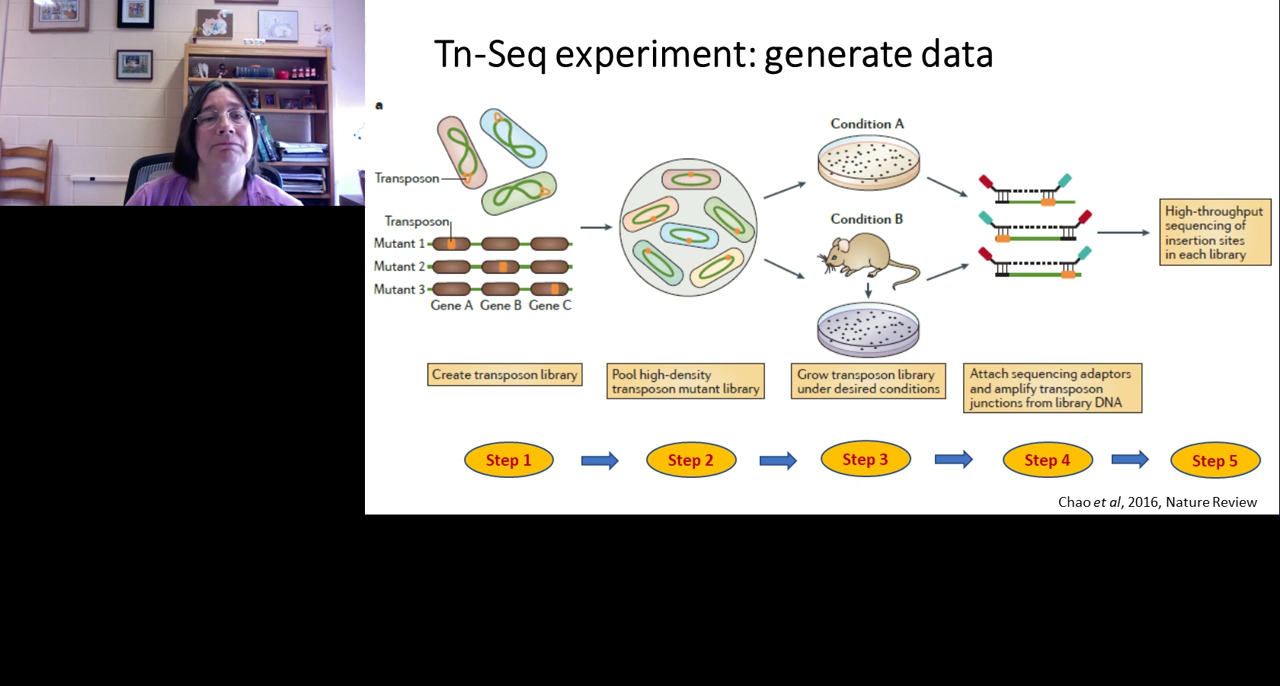 Tn-Seq experiment: generate data
a
Transposon
Transposon
Mutant 1
Mutant 2
Mutant 3
Gene A Gene B Gene C
Condition A
Condition B
High-throughput
sequencing of
insertion sites
in each library
Create transposon library
Pool high-density
transposon mutant library
Grow transposon library
under desired conditions
Attach sequencing adaptors
and amplify transposon
junctions from library DNA
Step 1
Step 2
Step 3
Step 4
Step 5
Chao et al, 2016, Nature Review